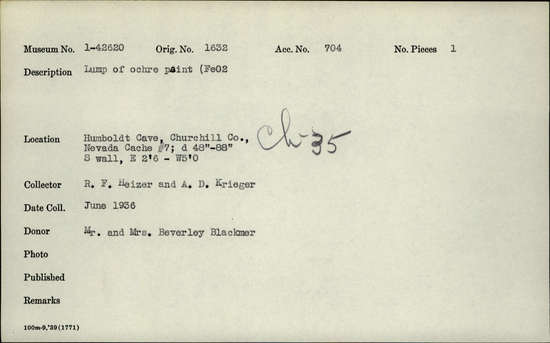 Museum No. 1-42620 Orig. No. 1632 Acc. No. 704 No. Pieces 1
Description Lump of ochre paint (FeO2
Location Humboldt Cave, Churchill Co.,
Nevada Cache #7; d 48"-88"
S wall, E 2'6 - W5'0
Ch-35
Collector R. F. Heizer and A. D. Krieger
Date Coll. June 1936
Donor Mr. and Mrs. Beverley Blackmer
Photo
Published
Remarks
100m-9,'39(1771)